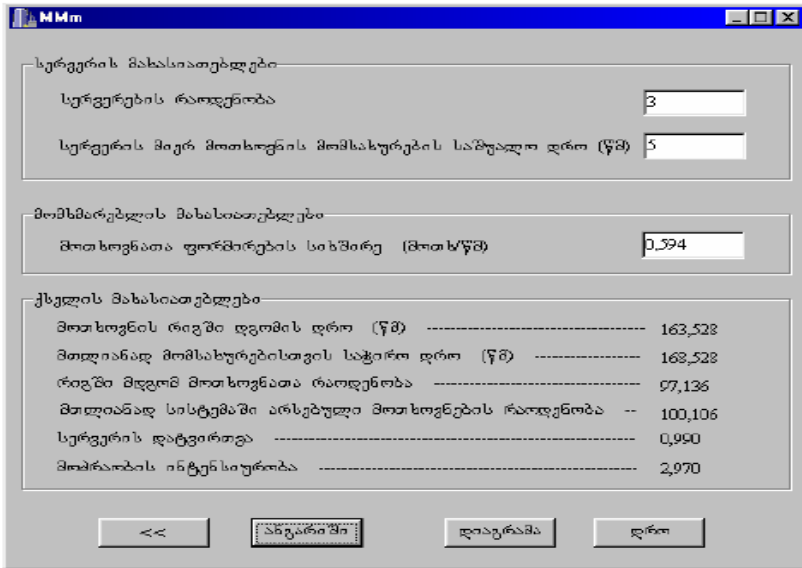 MMm
სერვერის მახასიათებლები
სერვერების რაოდენობა 3
სერვერის მიერ მოთხოვნის მომსახურების საშუალო დრო (წმ) 5
მომხმარებლის მახასიათებლები
მოთხოვნათა ფორმირების სიხშირე (მოთხ/წმ) 0,594
ქსელის მახასიათებლები
მოთხოვნის რიგში დგომის დრო (წმ) ------------------------------------ 163,528
მთლიანად მომსახურებისთვის საჭირო დრო (წმ) ----------------- 168,528
რიგში მდგომ მოთხოვნათა რაოდენობა ---------------------------------- 97,136
მთლიანად სისტემაში არსებული მოთხოვნების რაოდენობა -- 100,106
სერვერის დატვირთვა ------------------------------------------------------------ 0,990
მოძრაობის ინტენსიურობა ---------------------------------------------------- 2,970
<<
ანგარიში
დიაგრამა
დრო